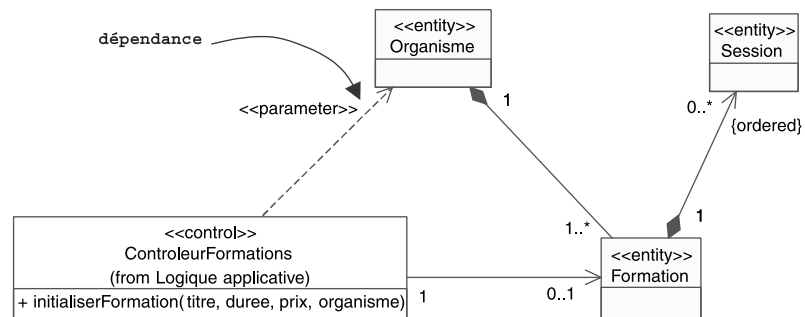 dépendance
<<entity>>
Organisme
<<entity>>
Session
<<parameter>>
1
0..*
{ordered}
<<control>>
ControleurFormations
(from Logique applicative)
+ initialiserFormation( titre, duree, prix, organisme)
1
0..1
1..*
1
<<entity>>
Formation